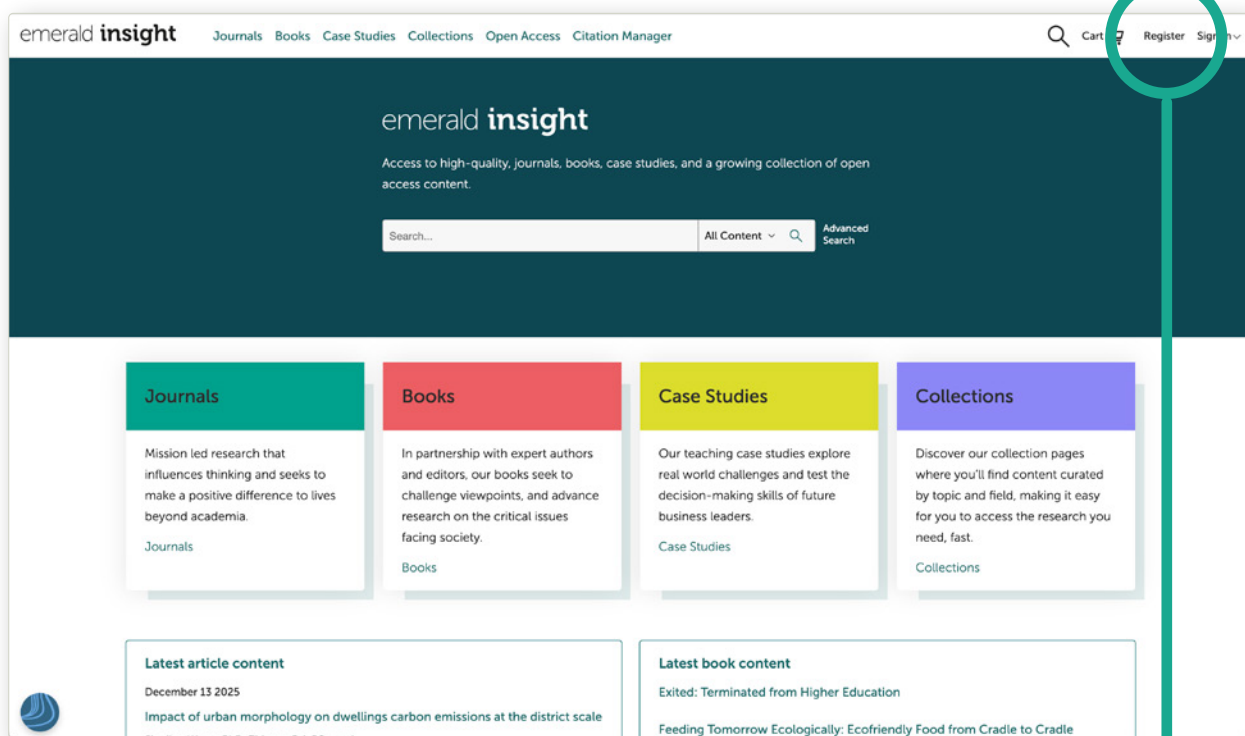 emerald insight Journals Books Case Studies Collections Open Access Citation Manager Cart Register
emerald insight
Access to high-quality, journals, books, case studies, and a growing collection of open
access content.
Search... All Content Advanced
Search
Journals
Mission led research that
influences thinking and seeks to
make a positive difference to lives
beyond academia.
Journals
Books
In partnership with expert authors
and editors, our books seek to
challenge viewpoints, and advance
research on the critical issues
facing society.
Books
Case Studies
Our teaching case studies explore
real world challenges and test the
decision-making skills of future
business leaders.
Case Studies
Collections
Discover our collection pages
where you'll find content curated
by topic and field, making it easy
for you to access the research you
need, fast.
Collections
Latest article content
December 13 2025
Impact of urban morphology on dwellings carbon emissions at the district scale
Latest book content
Exited: Terminated from Higher Education
Feeding Tomorrow Ecologically: Ecofriendly Food from Cradle to Cradle